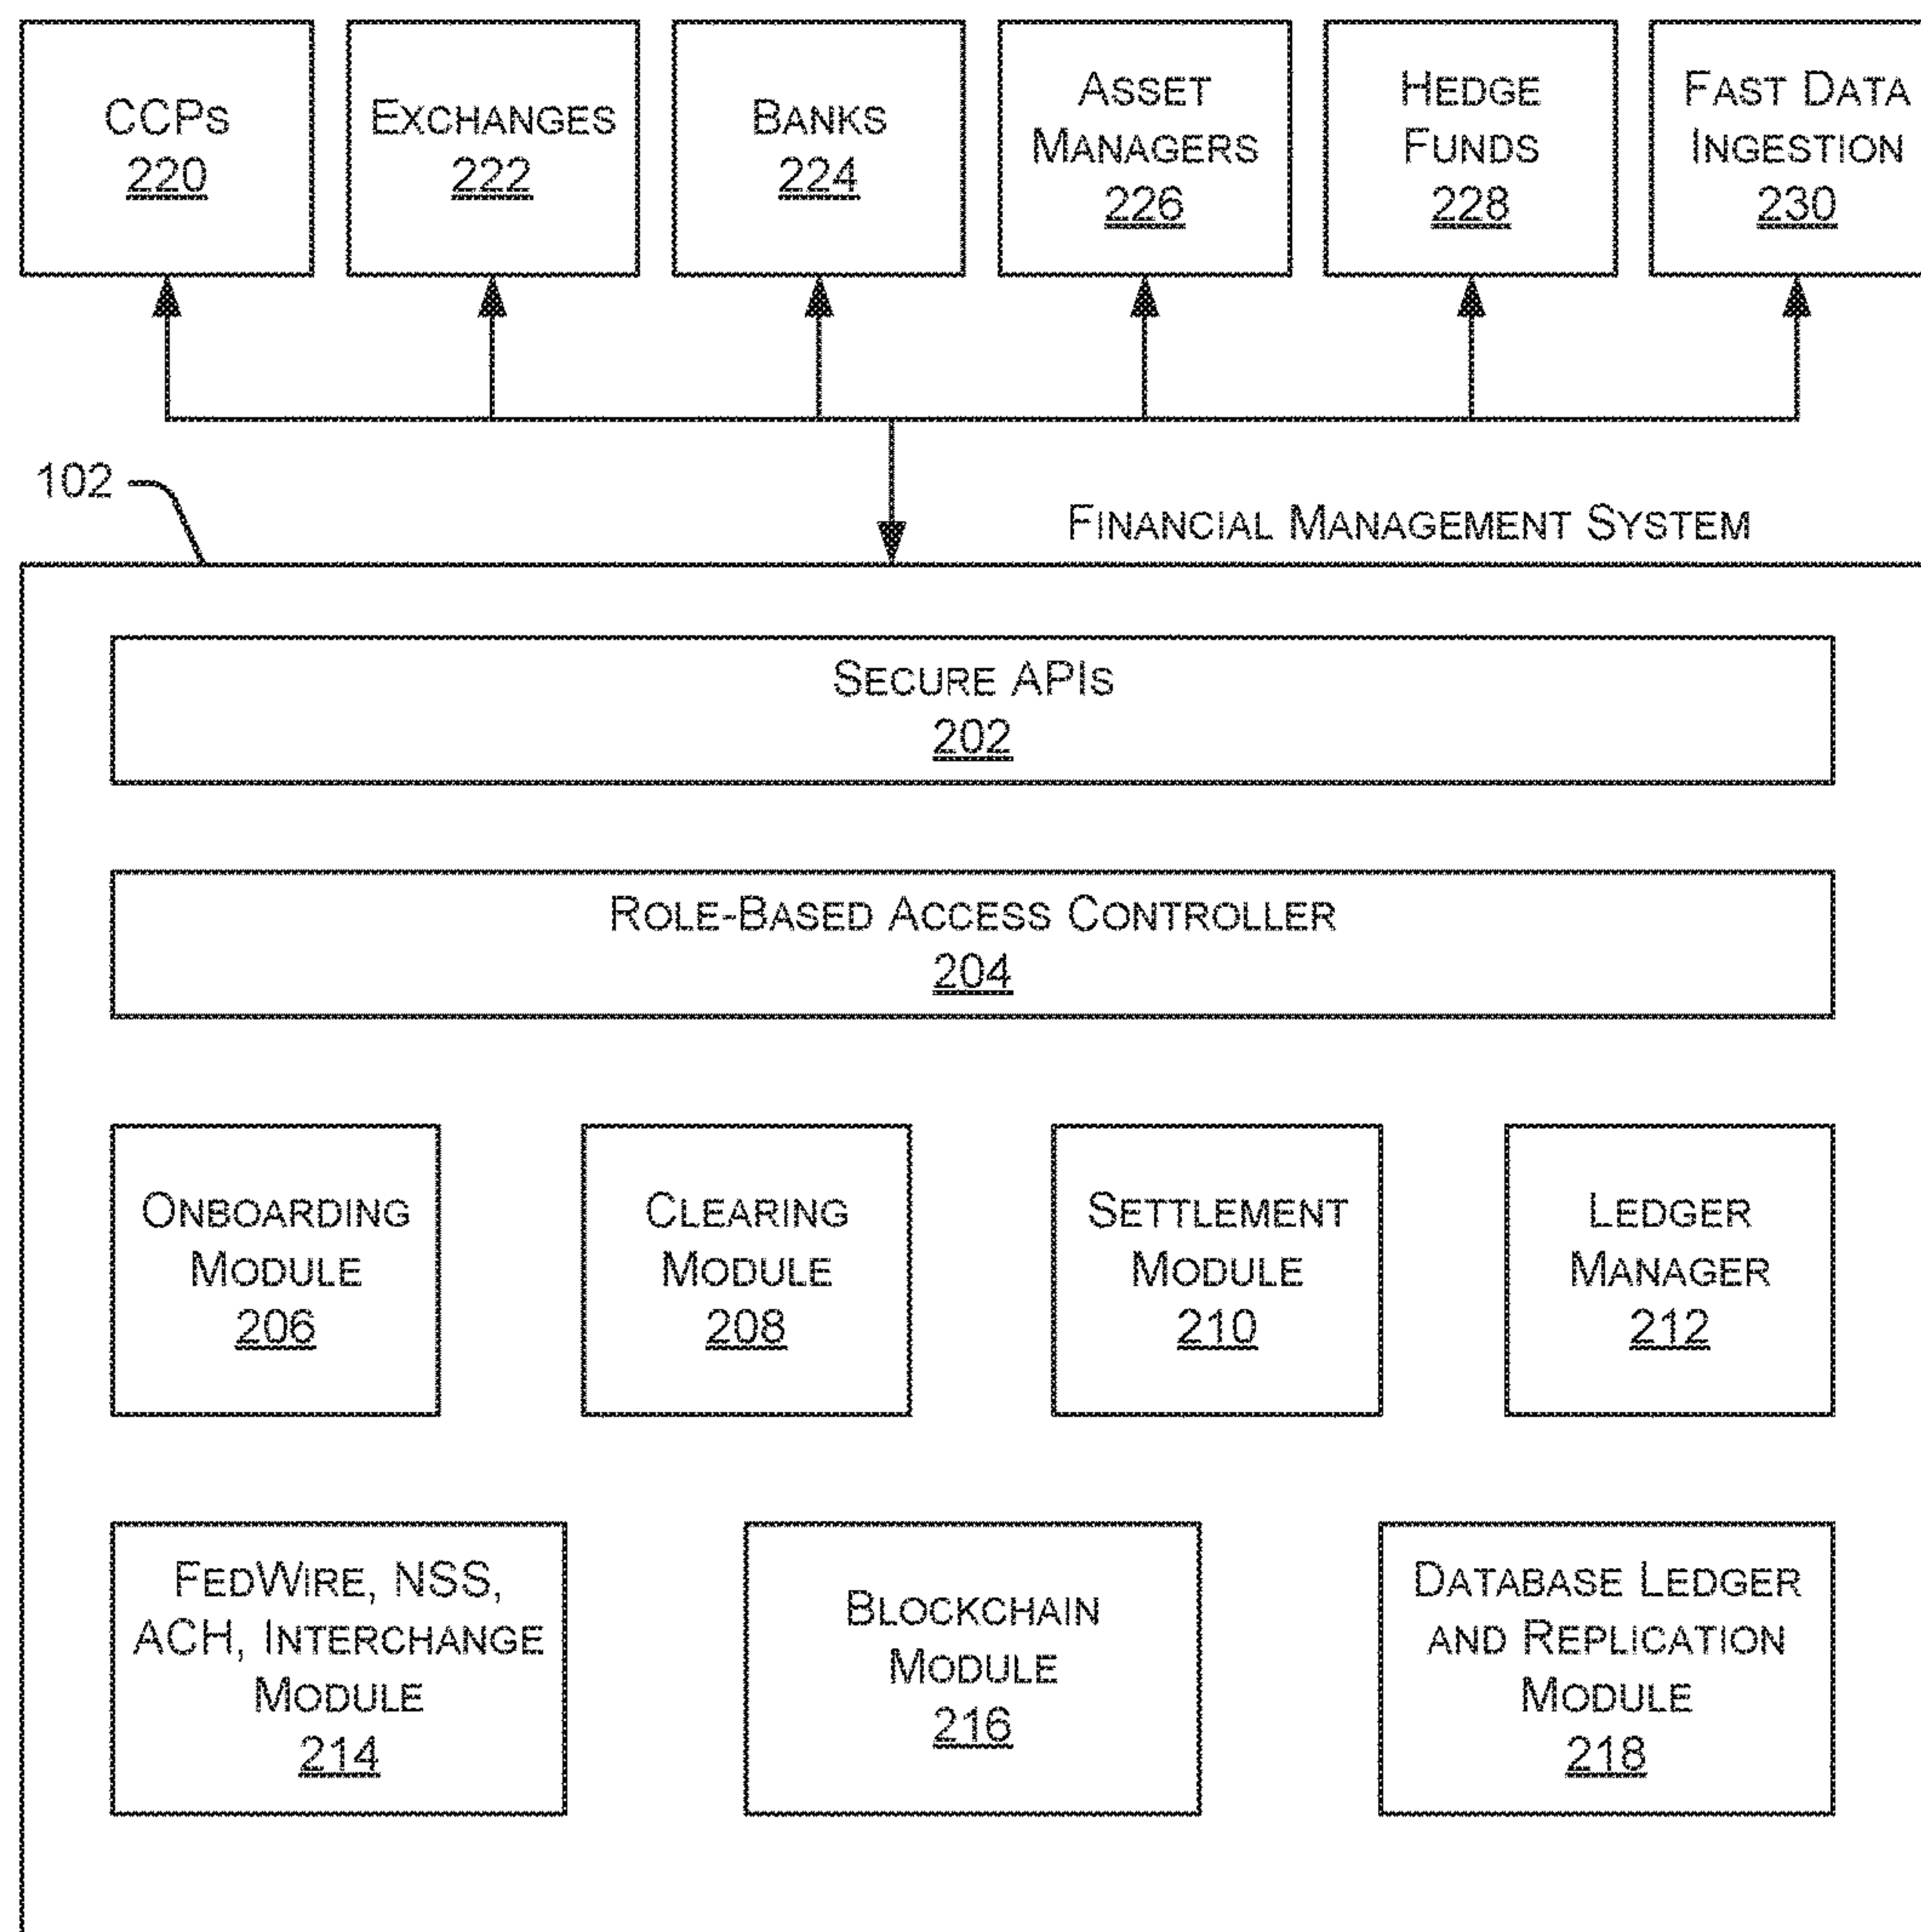 CCPs
220
Exchanges
222
Banks
224
Asset
Managers
226
Hedge
Funds
228
Fast Data
Ingestion
230
102
Financial Management System
Secure APIs
202
Role-Based Access Controller
204
Onboarding
Module
206
Clearing
Module
208
Settlement
Module
210
Ledger
Manager
212
FedWire, NSS,
ACH, Interchange
Module
214
Blockchain
Module
216
Database Ledger
and Replication
Module
218